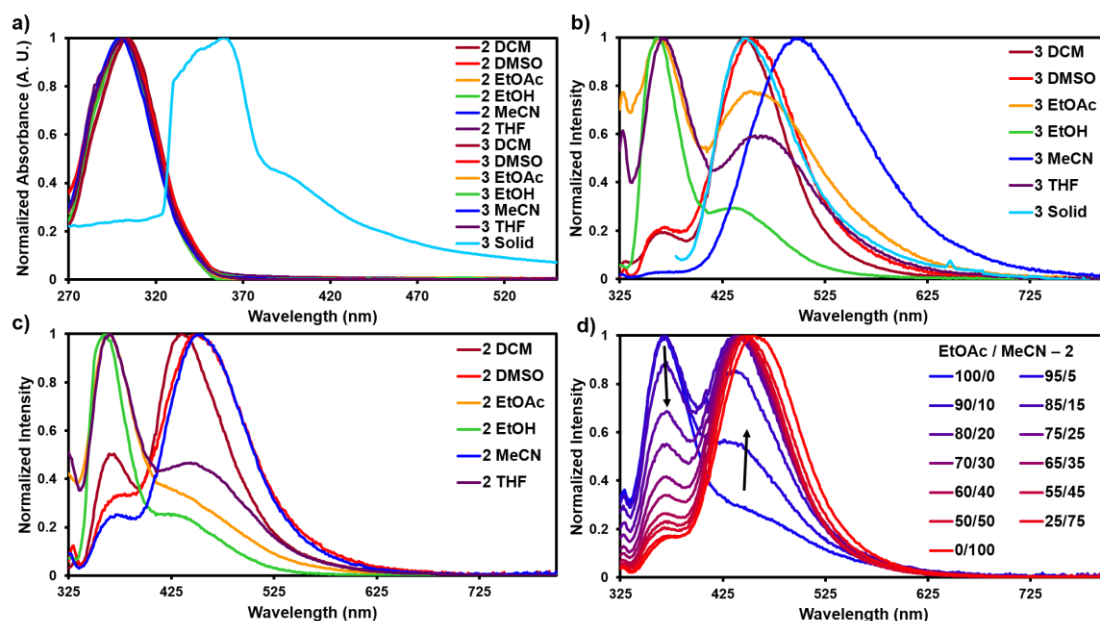 a)
Normalized Absorbance (A. U.)
1
0.8
0.6
0.4
0.2
0
270
320
370
420
470
520
Wavelength (nm)
2 DCM
2 DMSO
2 EtOAc
2 EtOH
2 MeCN
2 THF
3 DCM
3 DMSO
3 EtOAc
3 EtOH
3 MeCN
3 THF
3 Solid
b)
Normalized Intensity
1
0.8
0.6
0.4
0.2
0
325
425
525
625
725
Wavelength (nm)
3 DCM
3 DMSO
3 EtOAc
3 EtOH
3 MeCN
3 THF
3 Solid
c)
Normalized Intensity
1
0.8
0.6
0.4
0.2
0
325
425
525
625
725
Wavelength (nm)
2 DCM
2 DMSO
2 EtOAc
2 EtOH
2 MeCN
2 THF
d)
Normalized Intensity
1
0.8
0.6
0.4
0.2
0
325
425
525
625
725
Wavelength (nm)
EtOAc / MeCN – 2
100/0 95/5
90/10 85/15
80/20 75/25
70/30 65/35
60/40 55/45
50/50 25/75
0/100